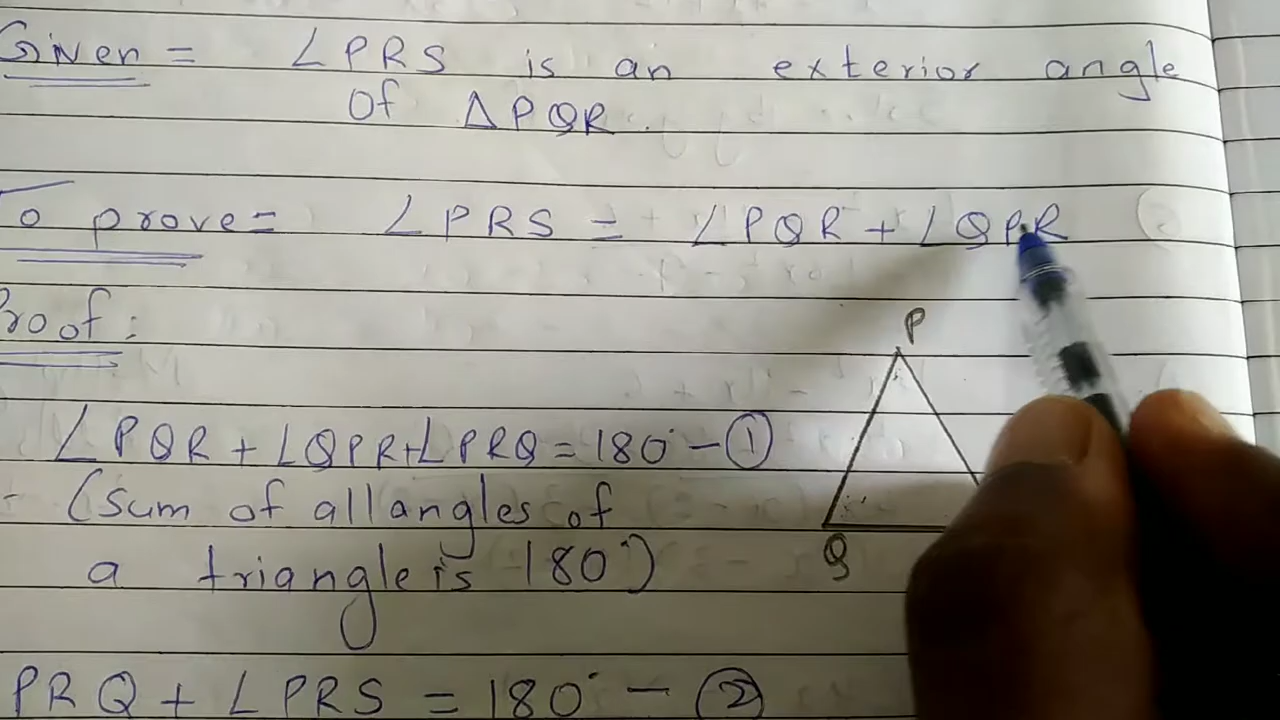 Given = ∠PRS is an exterior angle
of △PQR.
To prove = ∠PRS = ∠PQR + ∠QPR
Proof:
P
∠PQR + ∠QPR + ∠PRQ = 180° - ①
(sum of all angles of
a triangle is 180°)
Q
PRQ + ∠PRS = 180° - ②